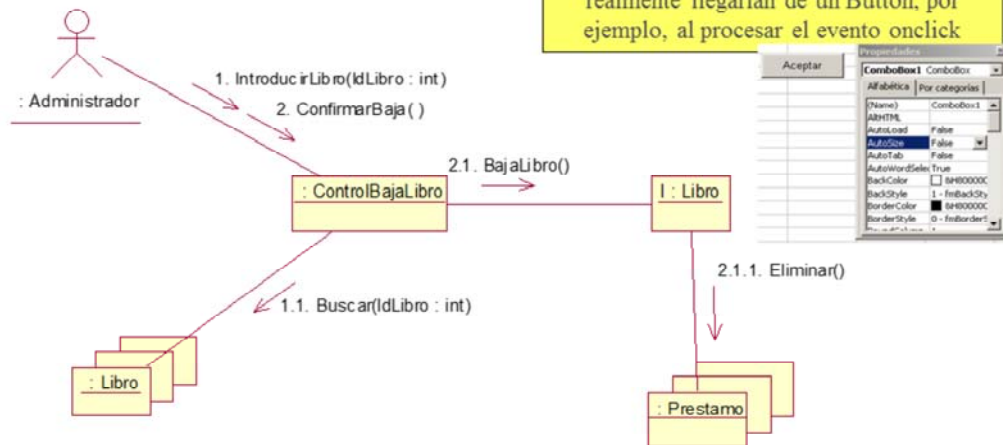 realmente llegarían de un Button, por
ejemplo, al procesar el evento onclick
Aceptar
Propiedades
ComboBox1 ComboBox
Alfabética Por categorías
(Name) ComboBox1
AltHTML
AutoLoad False
AutoSize False
AutoTab False
AutoWordSelec True
BackColor &H800000C
BackStyle 1 - fmBackSty
BorderColor &H800000C
BorderStyle 0 - fmBorderS
: Administrador
1. IntroducirLibro(IdLibro : int)
2. ConfirmarBaja ( )
: ControlBajaLibro
2.1. BajaLibro()
l : Libro
2.1.1. Eliminar()
1.1. Buscar(IdLibro : int)
: Libro
: Prestamo